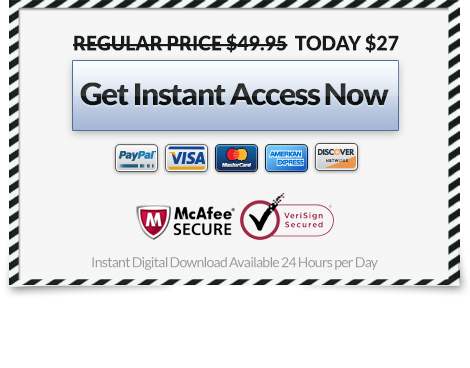 REGULAR PRICE $49.95 TODAY $27
Get Instant Access Now
PayPal VISA MasterCard AMERICAN EXPRESS DISCOVER NETWORK
M McAfee® SECURE VeriSign Secured
Instant Digital Download Available 24 Hours per Day